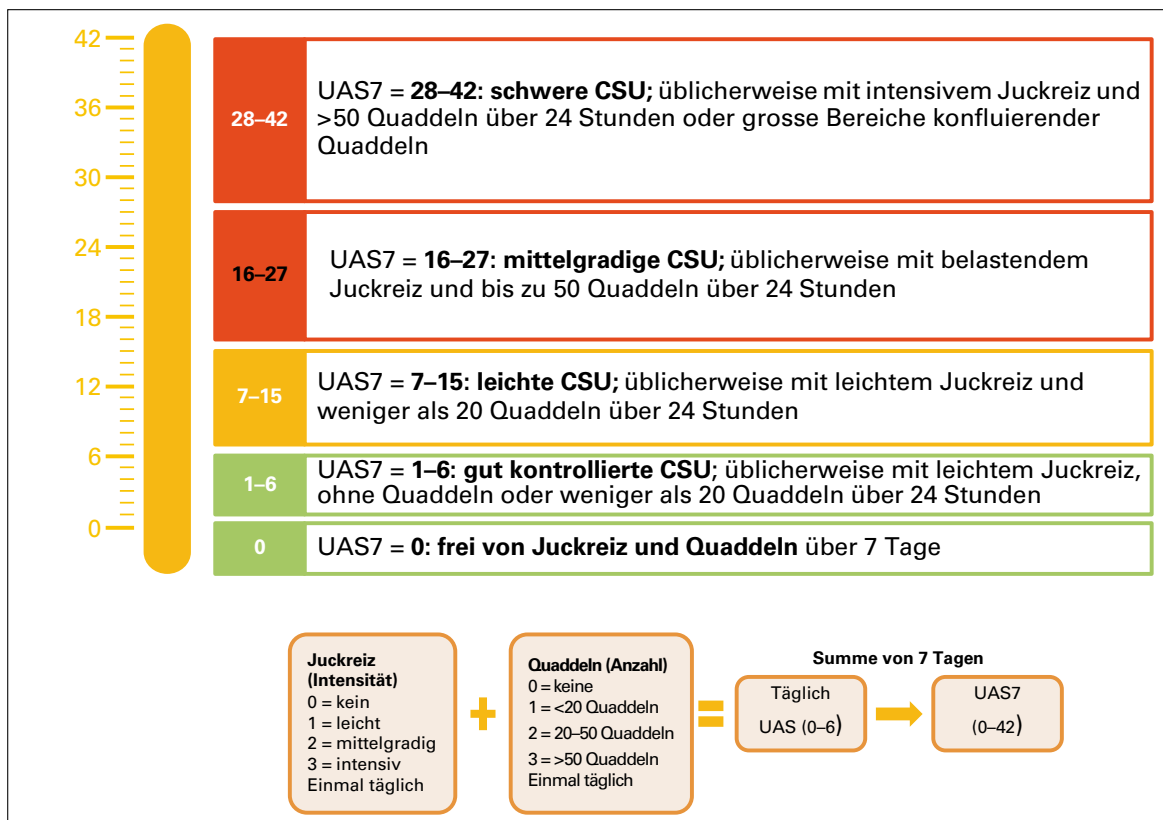 42
36
30
24
18
12
6
0
28–42
UAS7 = 28–42: schwere CSU; üblicherweise mit intensivem Juckreiz und
>50 Quaddeln über 24 Stunden oder grosse Bereiche konfluierender
Quaddeln
16–27
UAS7 = 16–27: mittelgradige CSU; üblicherweise mit belastendem
Juckreiz und bis zu 50 Quaddeln über 24 Stunden
7–15
UAS7 = 7–15: leichte CSU; üblicherweise mit leichtem Juckreiz und
weniger als 20 Quaddeln über 24 Stunden
1–6
UAS7 = 1–6: gut kontrollierte CSU; üblicherweise mit leichtem Juckreiz,
ohne Quaddeln oder weniger als 20 Quaddeln über 24 Stunden
0
UAS7 = 0: frei von Juckreiz und Quaddeln über 7 Tage
Juckreiz
(Intensität)
0 = kein
1 = leicht
2 = mittelgradig
3 = intensiv
Einmal täglich
+
Quaddeln (Anzahl)
0 = keine
1 = <20 Quaddeln
2 = 20–50 Quaddeln
3 = >50 Quaddeln
Einmal täglich
=
Summe von 7 Tagen
Täglich
UAS (0–6)
UAS7
(0–42)